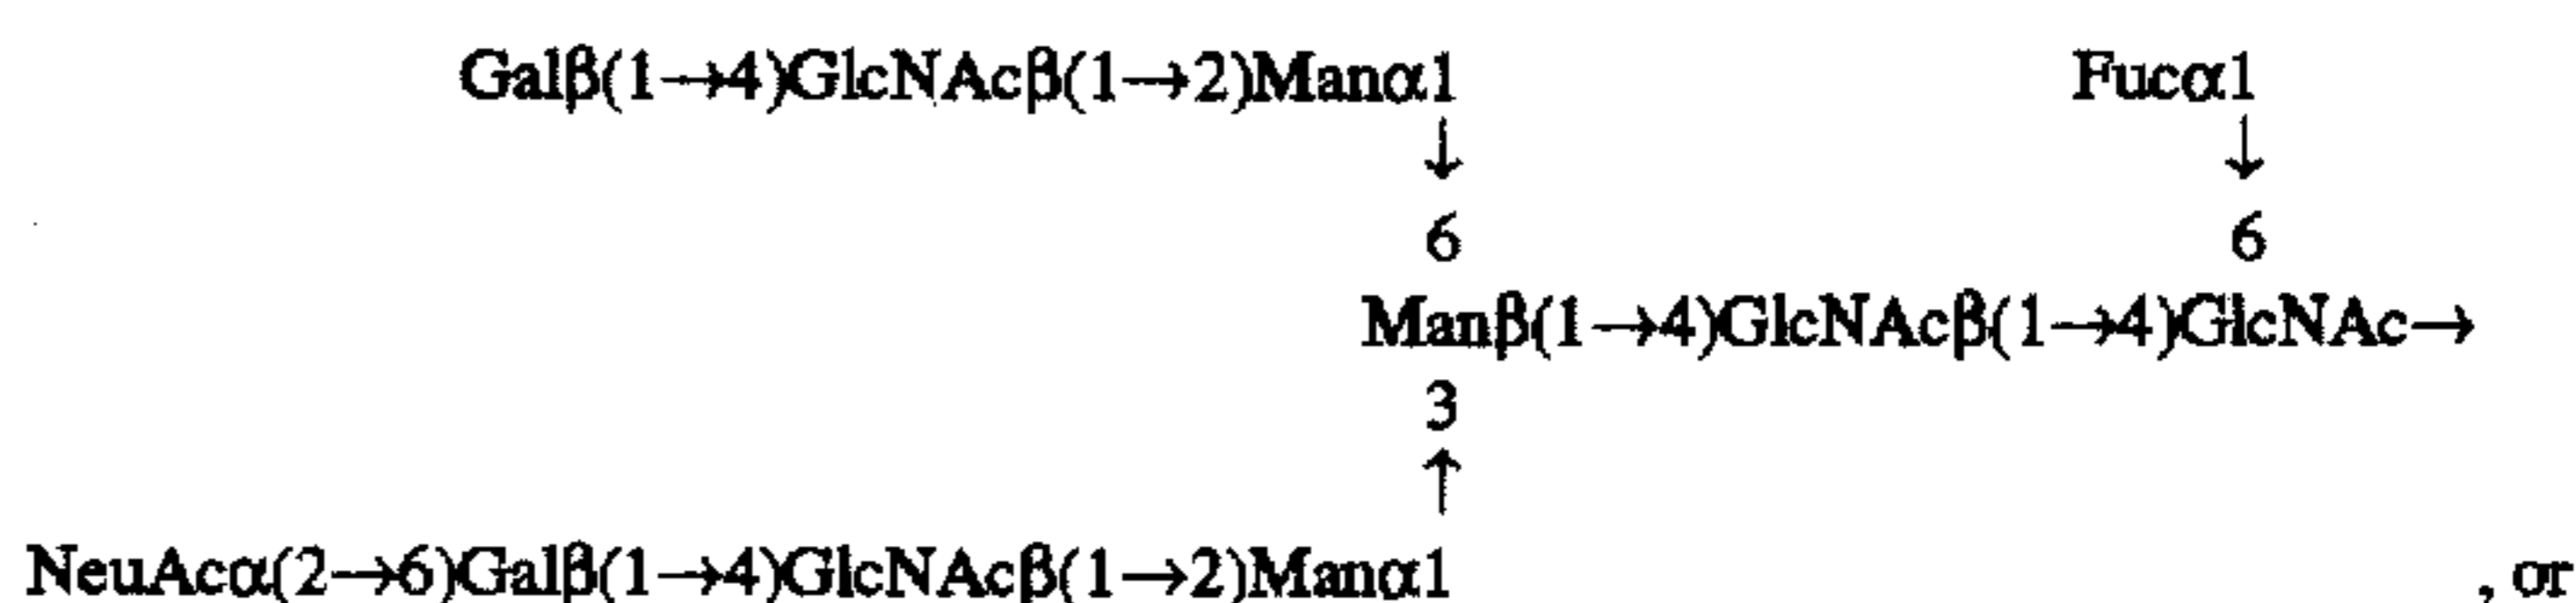 Galβ(1→4)GlcNAcβ(1→2)Manα1 Fucα1
↓ ↓
6 6
Manβ(1→4)GlcNAcβ(1→4)GlcNAc→
3
↑
NeuAcα(2→6)Galβ(1→4)GlcNAcβ(1→2)Manα1 , or